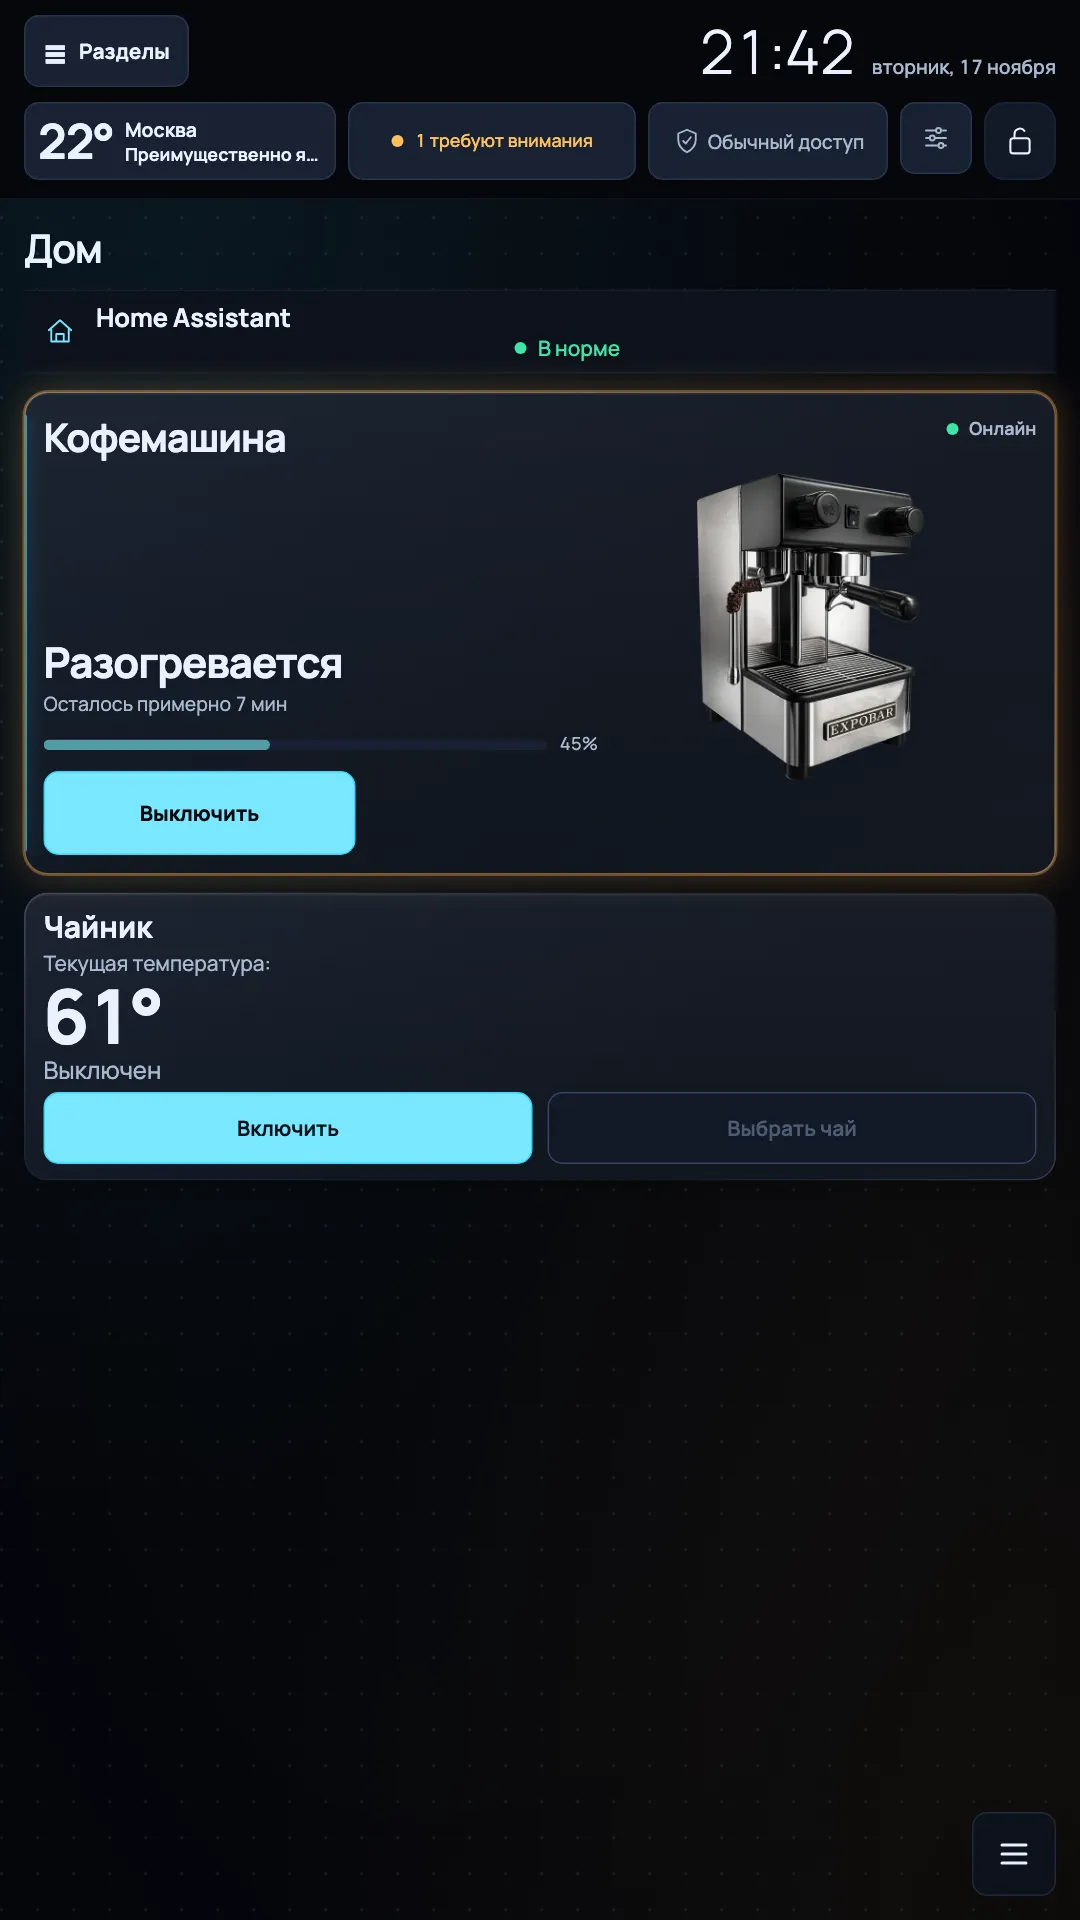 Разделы
21:42 вторник, 17 ноября
22° Москва
Преимущественно я...
1 требуют внимания
Обычный доступ
Дом
Home Assistant
В норме
Кофемашина
Онлайн
EXPOBAR
Разогревается
Осталось примерно 7 мин
45%
Выключить
Чайник
Текущая температура:
61°
Выключен
Включить
Выбрать чай